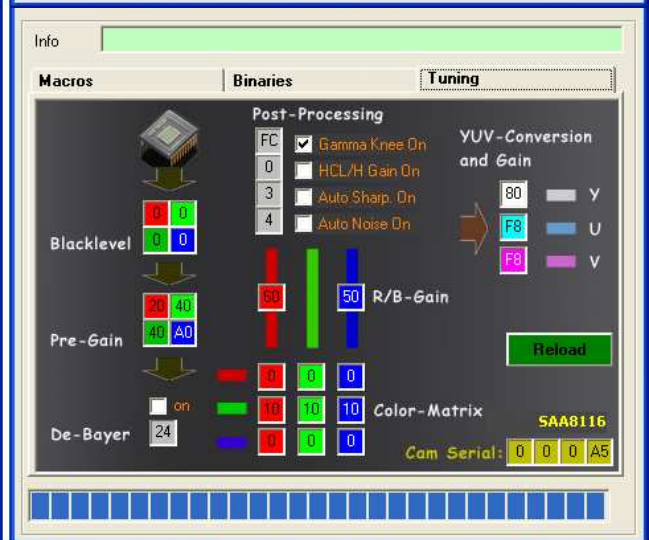 Info
Macros Binaries Tuning
Post-Processing
FC Gamma Knee On
0 HCL/H Gain On
3 Auto Sharp. On
4 Auto Noise On
YUV-Conversion
and Gain
80 Y
F8 U
F8 V
0 0
Blacklevel 0 0
20 40
Pre-Gain 40 A0
60 50 R/B-Gain
Reload
on
De-Bayer 24
0 0 0
10 10 10 Color-Matrix
0 0 0
SAA8116
Cam Serial: 0 0 0 A5